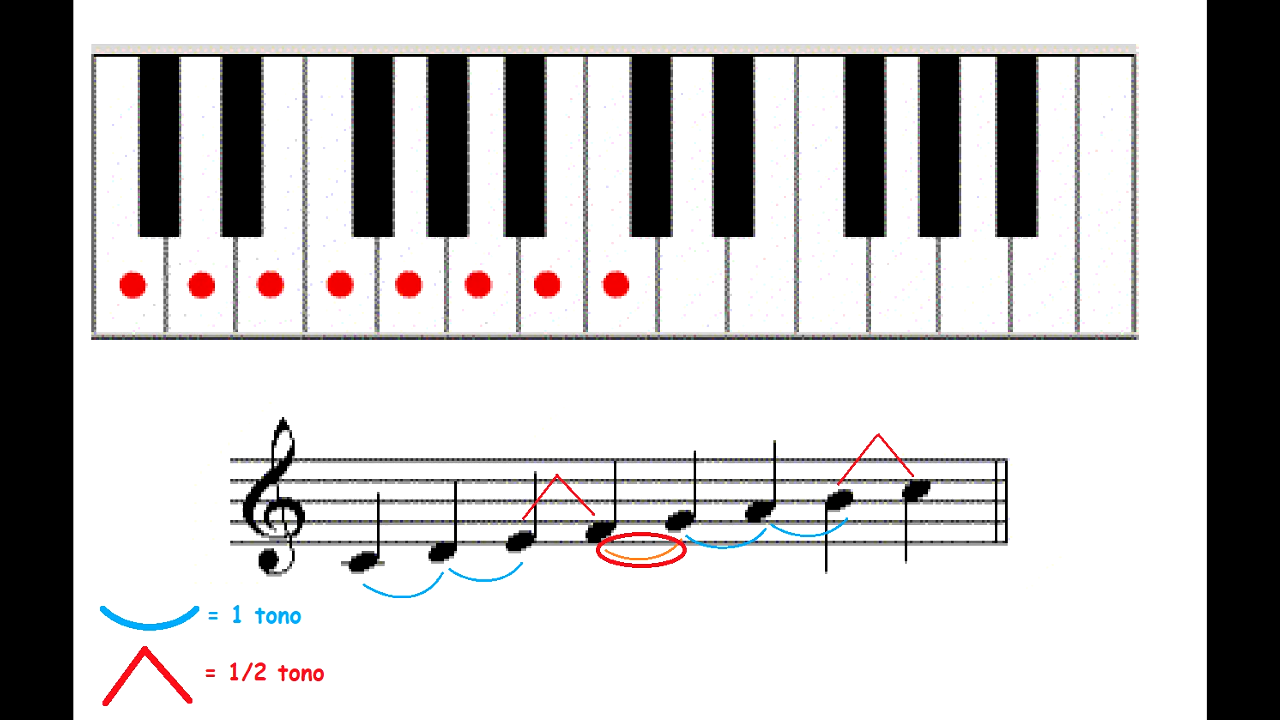 = 1 tono
= 1/2 tono